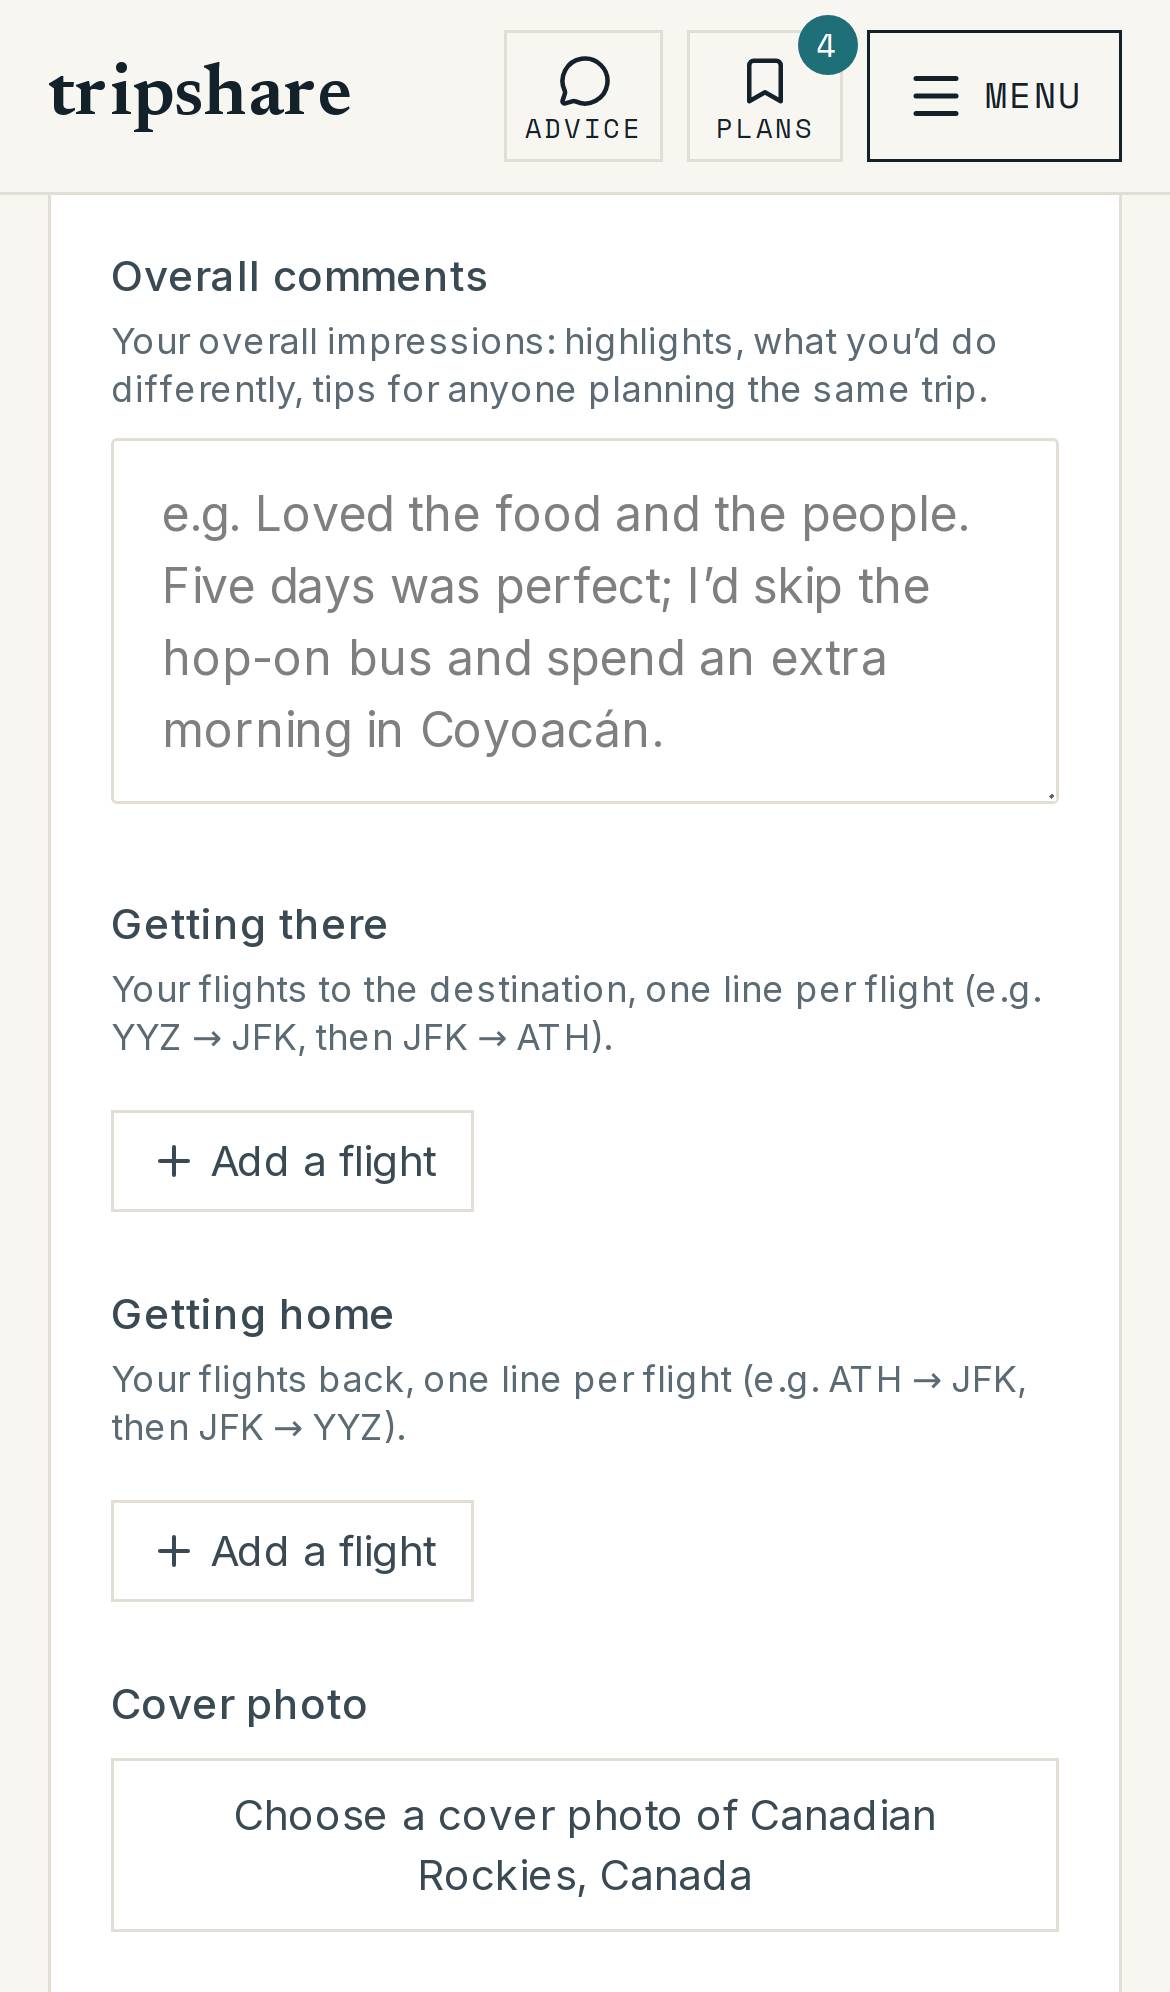 tripshare
ADVICE
PLANS
4
MENU
Overall comments
Your overall impressions: highlights, what you’d do
differently, tips for anyone planning the same trip.
e.g. Loved the food and the people.
Five days was perfect; I’d skip the
hop-on bus and spend an extra
morning in Coyoacán.
Getting there
Your flights to the destination, one line per flight (e.g.
YYZ → JFK, then JFK → ATH).
+ Add a flight
Getting home
Your flights back, one line per flight (e.g. ATH → JFK,
then JFK → YYZ).
+ Add a flight
Cover photo
Choose a cover photo of Canadian
Rockies, Canada